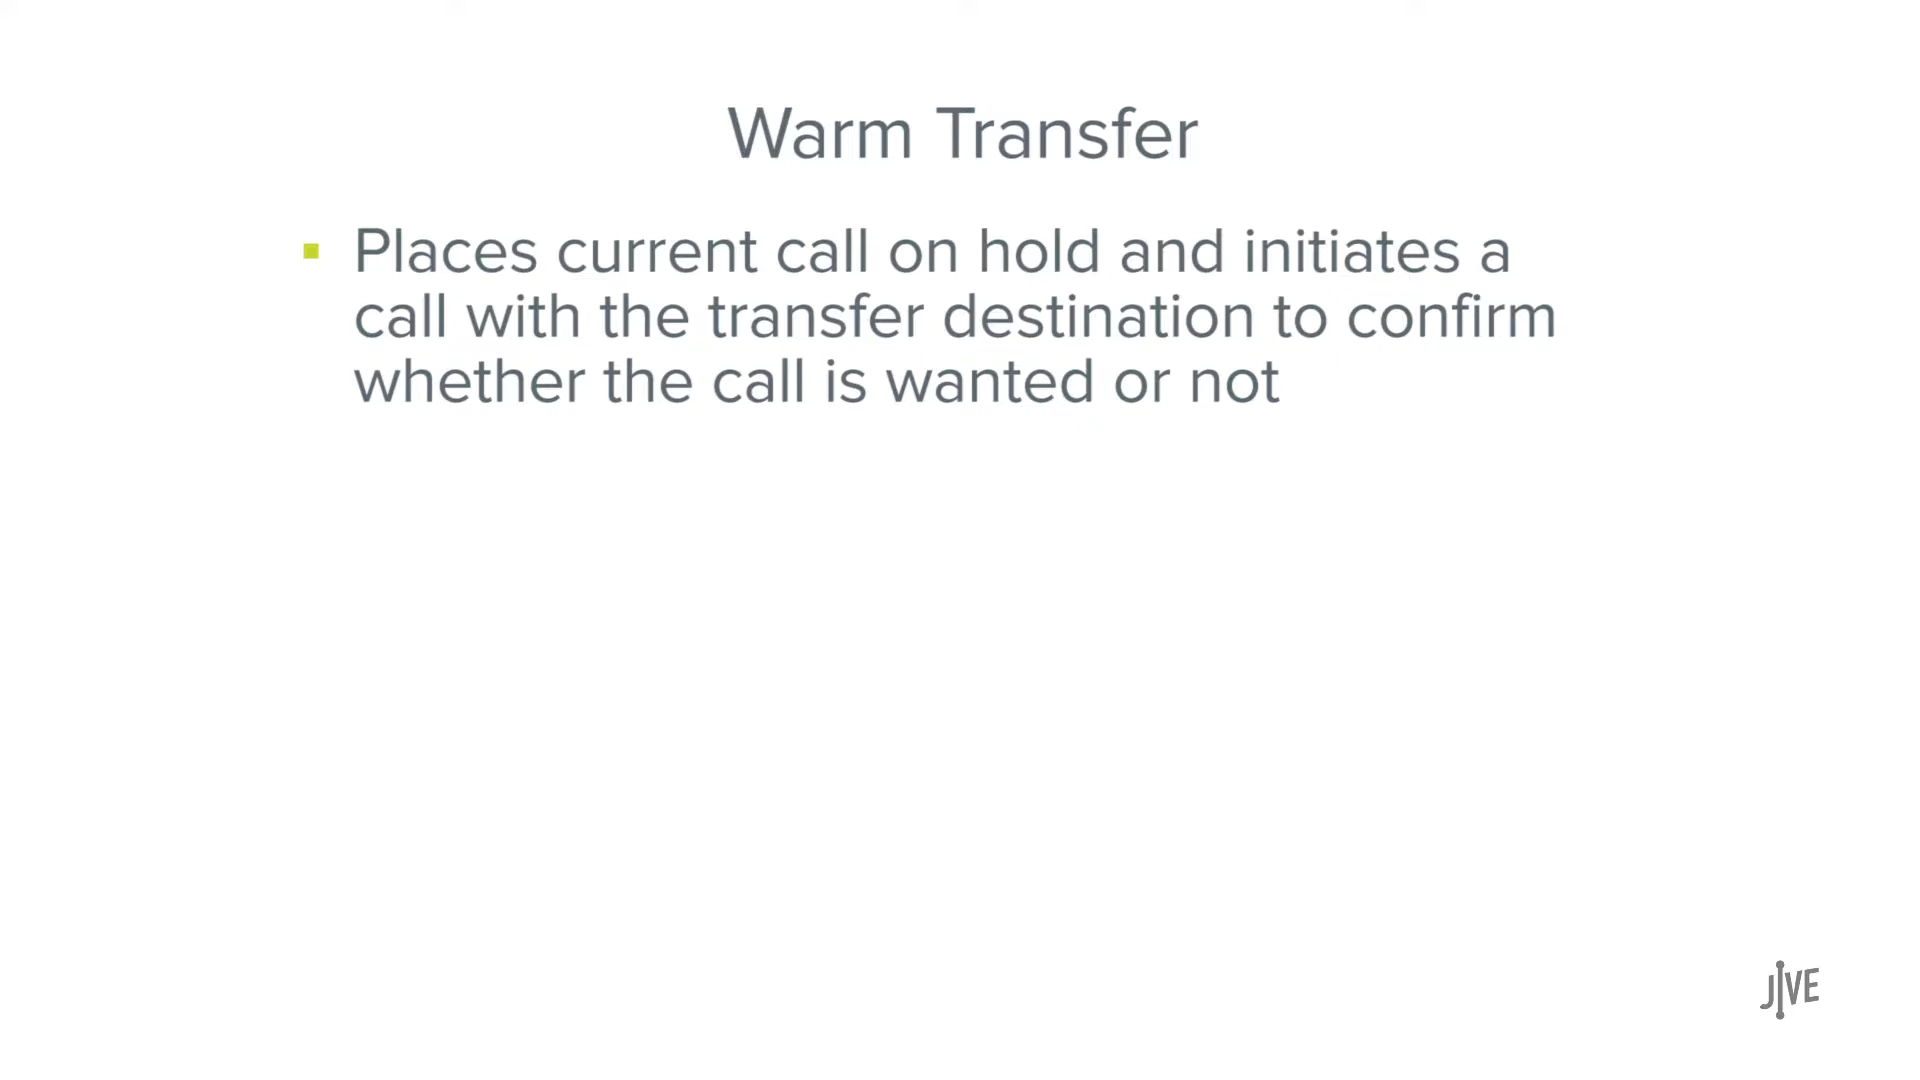 Warm Transfer
Places current call on hold and initiates a
call with the transfer destination to confirm
whether the call is wanted or not
JIVE